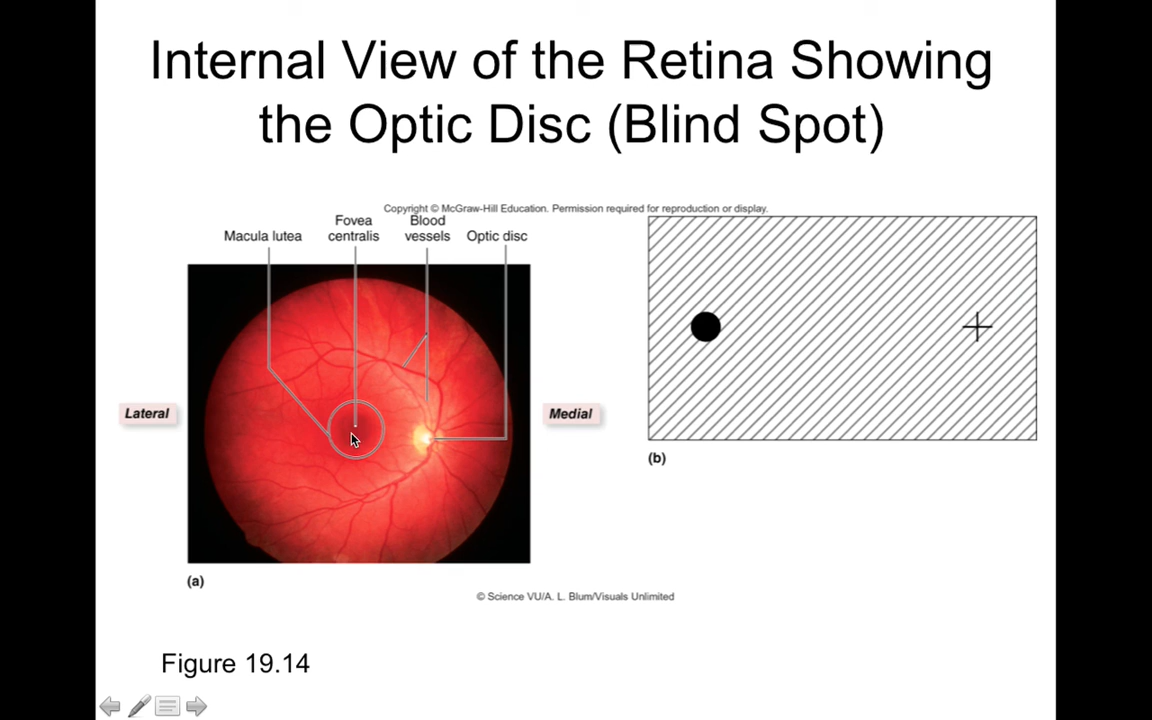 Internal View of the Retina Showing
the Optic Disc (Blind Spot)
Copyright © McGraw-Hill Education. Permission required for reproduction or display.
Macula lutea
Fovea
centralis
Blood
vessels
Optic disc
Lateral
Medial
(a)
(b)
© Science VU/A. L. Blum/Visuals Unlimited
Figure 19.14